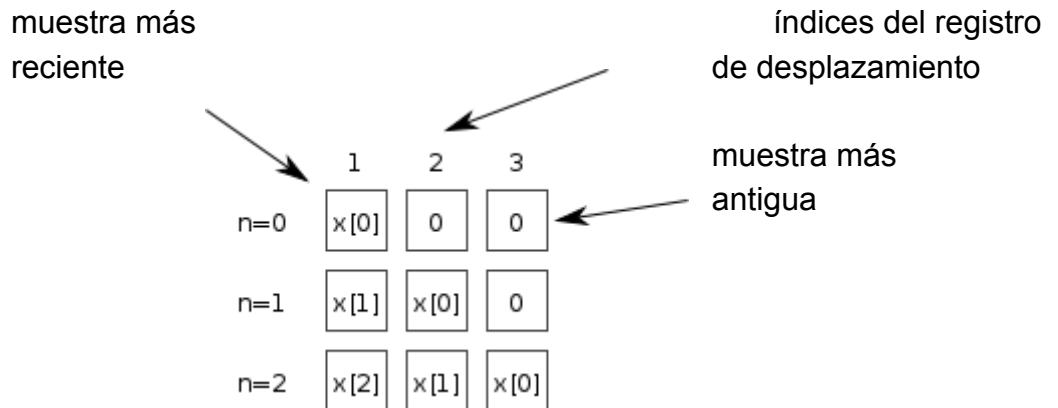 muestra más
reciente
índices del registro
de desplazamiento
muestra más
antigua
1 2 3
n=0 x[0] 0 0
n=1 x[1] x[0] 0
n=2 x[2] x[1] x[0]